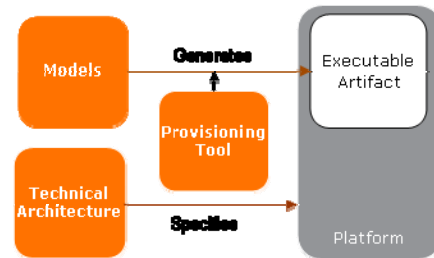 Models
Generates
Executable
Artifact
Provisioning
Tool
Technical
Architecture
Specifies
Platform